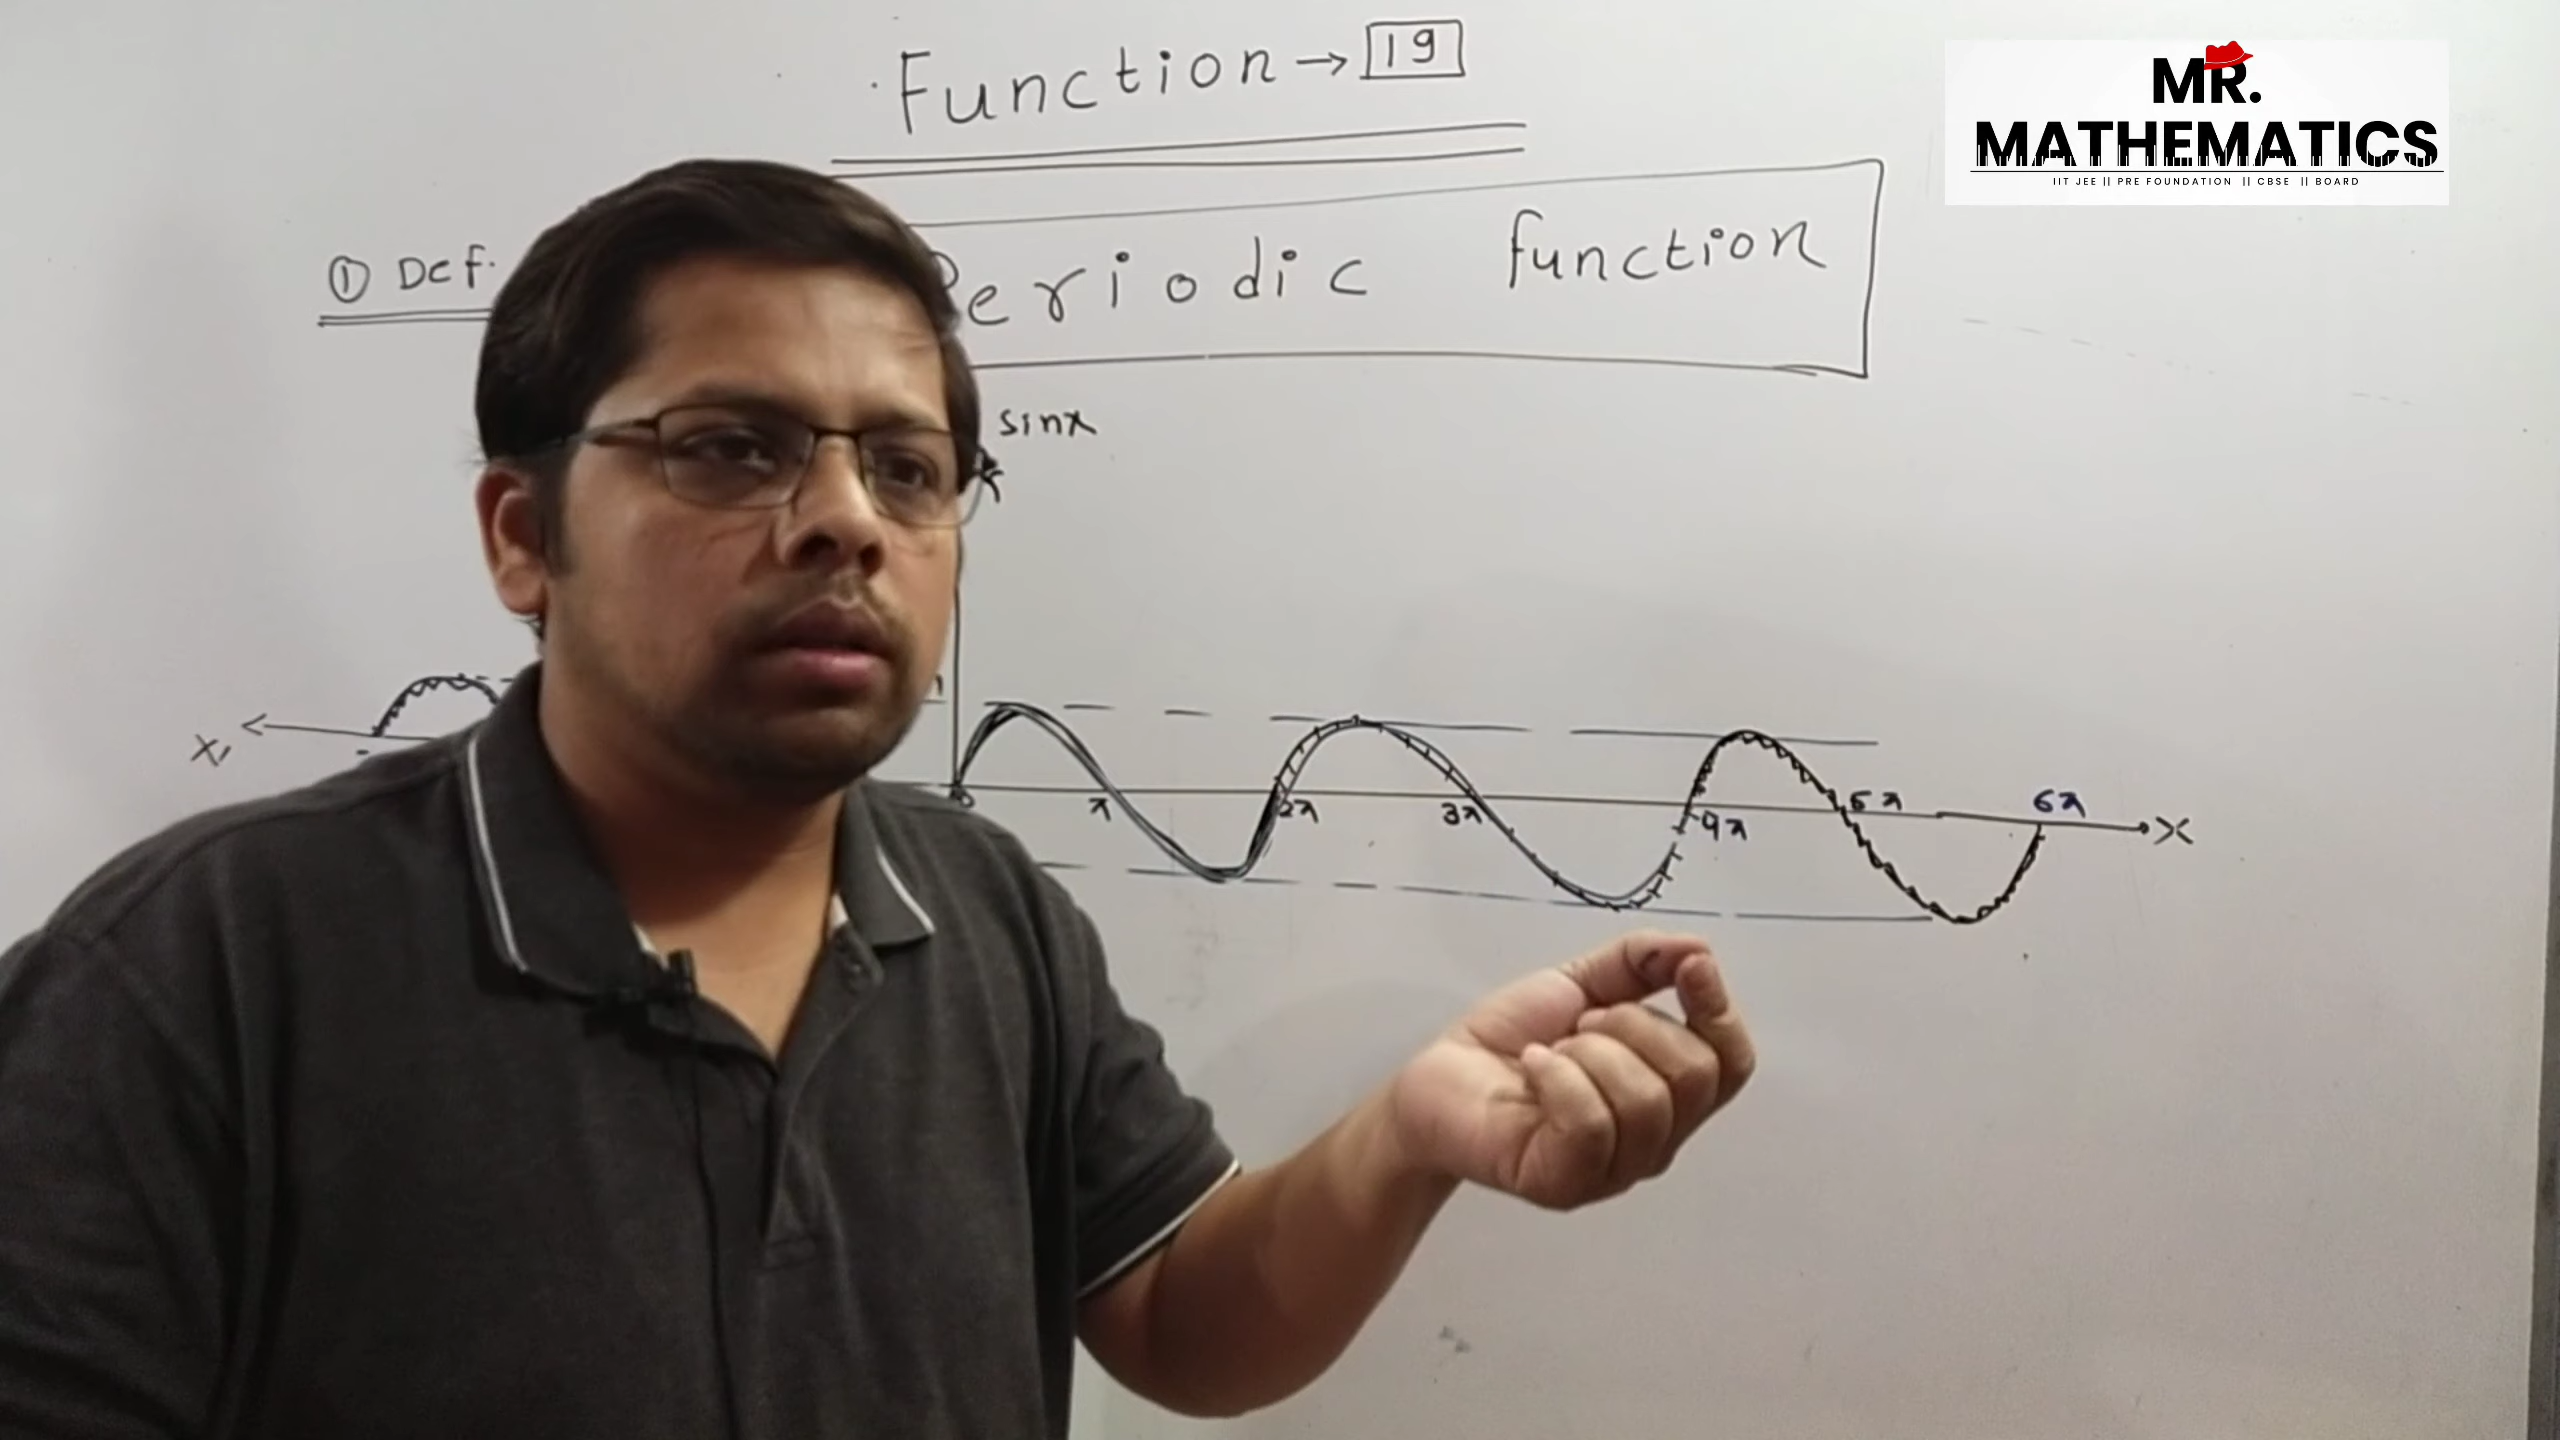 Function → 19
MR.
MATHEMATICS
IIT JEE || PRE FOUNDATION || CBSE || BOARD
① Def.
Periodic function
sinx
X'
0 π 2π 3π 4π 5π 6π X